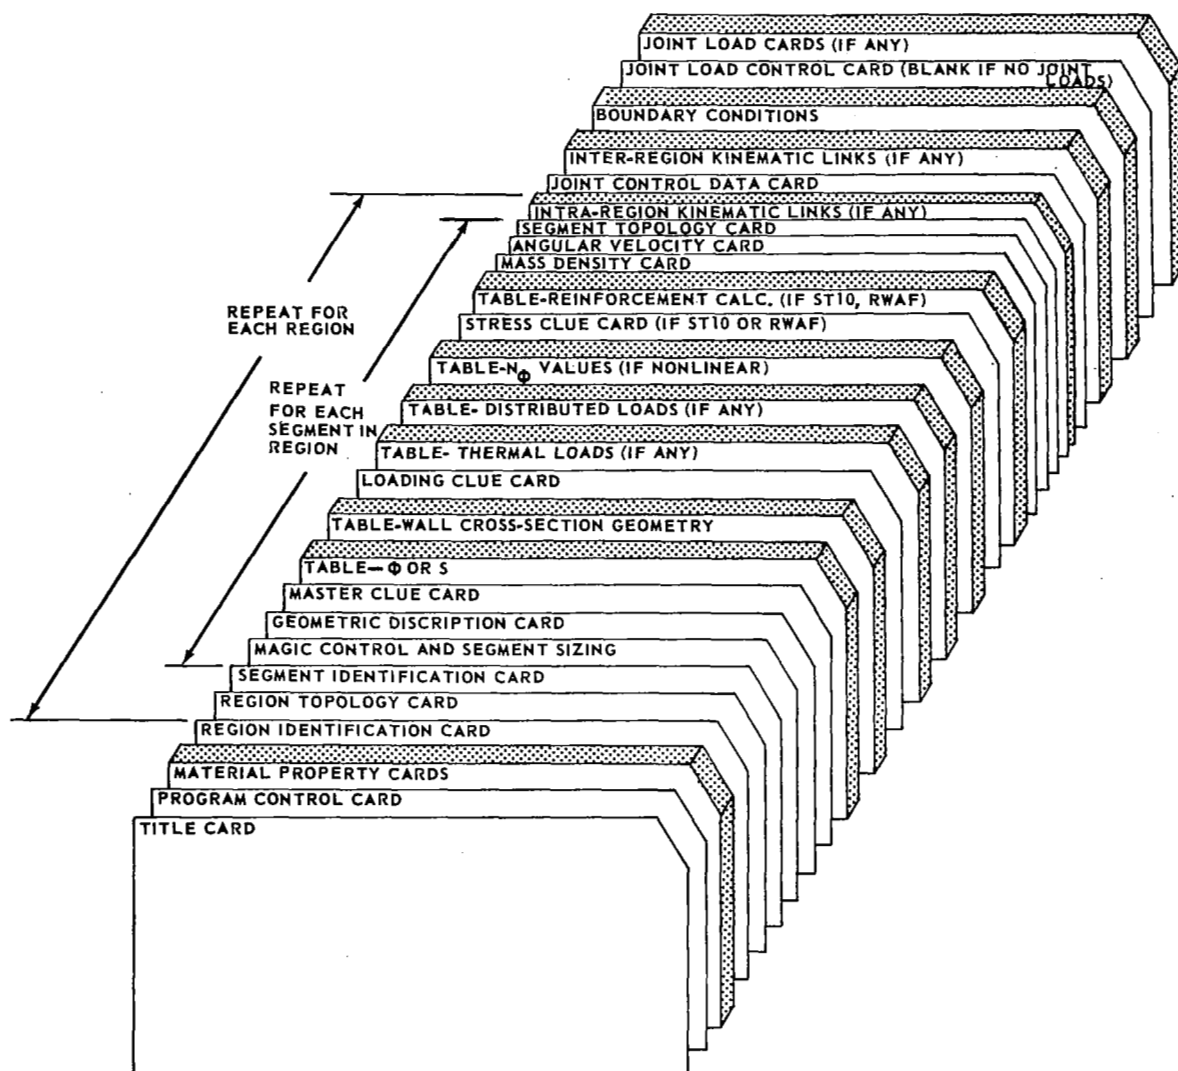 JOINT LOAD CARDS (IF ANY)
JOINT LOAD CONTROL CARD (BLANK IF NO JOINT
LOADS)
BOUNDARY CONDITIONS
INTER-REGION KINEMATIC LINKS (IF ANY)
JOINT CONTROL DATA CARD
INTRA-REGION KINEMATIC LINKS (IF ANY)
SEGMENT TOPOLOGY CARD
ANGULAR VELOCITY CARD
MASS DENSITY CARD
TABLE-REINFORCEMENT CALC. (IF ST10, RWAF)
STRESS CLUE CARD (IF ST10 OR RWAF)
TABLE-NΦ VALUES (IF NONLINEAR)
TABLE- DISTRIBUTED LOADS (IF ANY)
TABLE- THERMAL LOADS (IF ANY)
LOADING CLUE CARD
TABLE-WALL CROSS-SECTION GEOMETRY
TABLE—Φ OR S
MASTER CLUE CARD
GEOMETRIC DISCRIPTION CARD
MAGIC CONTROL AND SEGMENT SIZING
SEGMENT IDENTIFICATION CARD
REGION TOPOLOGY CARD
REGION IDENTIFICATION CARD
MATERIAL PROPERTY CARDS
PROGRAM CONTROL CARD
TITLE CARD
REPEAT FOR
EACH REGION
REPEAT
FOR EACH
SEGMENT IN
REGION